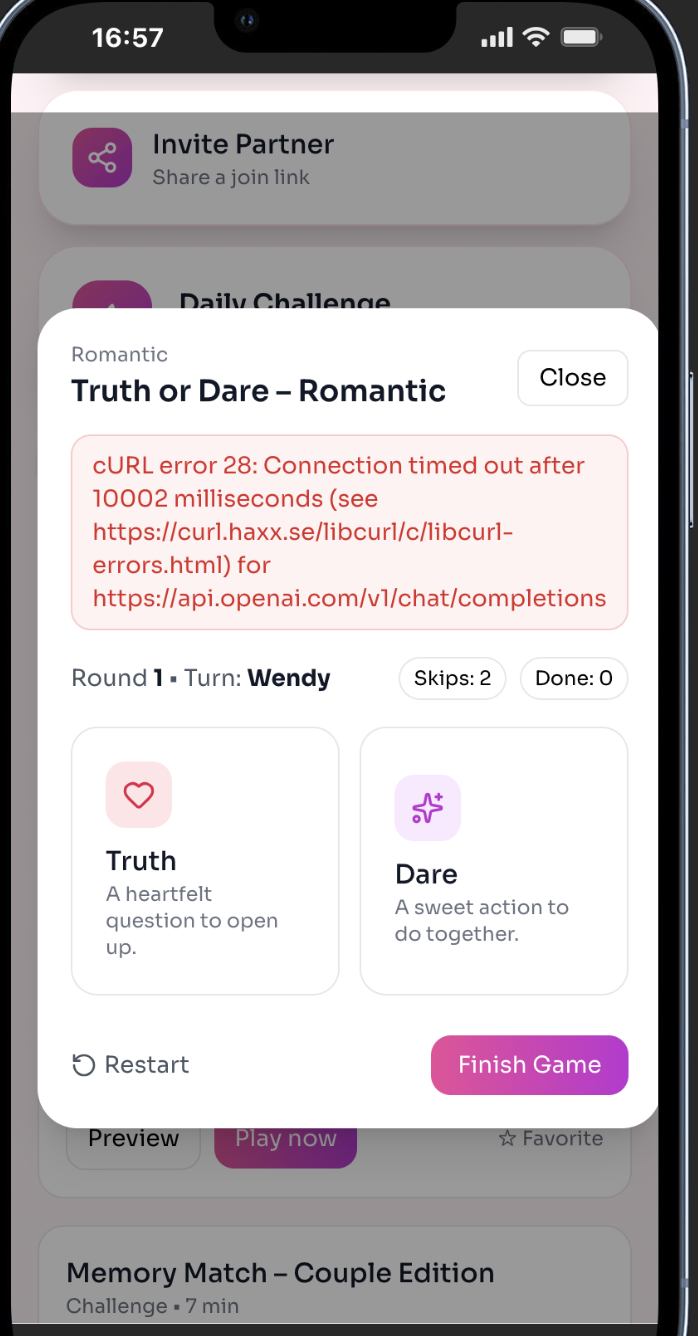 16:57
Invite Partner
Share a join link
Daily Challenge
Romantic
Truth or Dare – Romantic
Close
cURL error 28: Connection timed out after
10002 milliseconds (see
https://curl.haxx.se/libcurl/c/libcurl-
errors.html) for
https://api.openai.com/v1/chat/completions
Round 1 • Turn: Wendy
Skips: 2
Done: 0
Truth
A heartfelt
question to open
up.
Dare
A sweet action to
do together.
Restart
Finish Game
Preview
Play now
☆ Favorite
Memory Match – Couple Edition
Challenge • 7 min